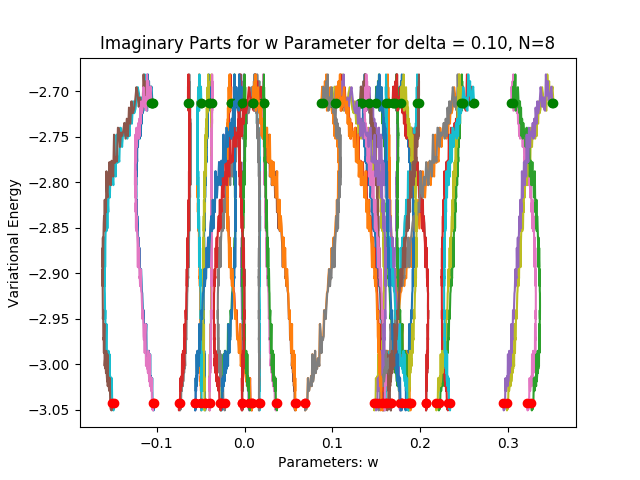 Imaginary Parts for w Parameter for delta = 0.10, N=8
−2.70
−2.75
−2.80
−2.85
−2.90
−2.95
−3.00
−3.05
Variational Energy
−0.1 0.0 0.1 0.2 0.3
Parameters: w